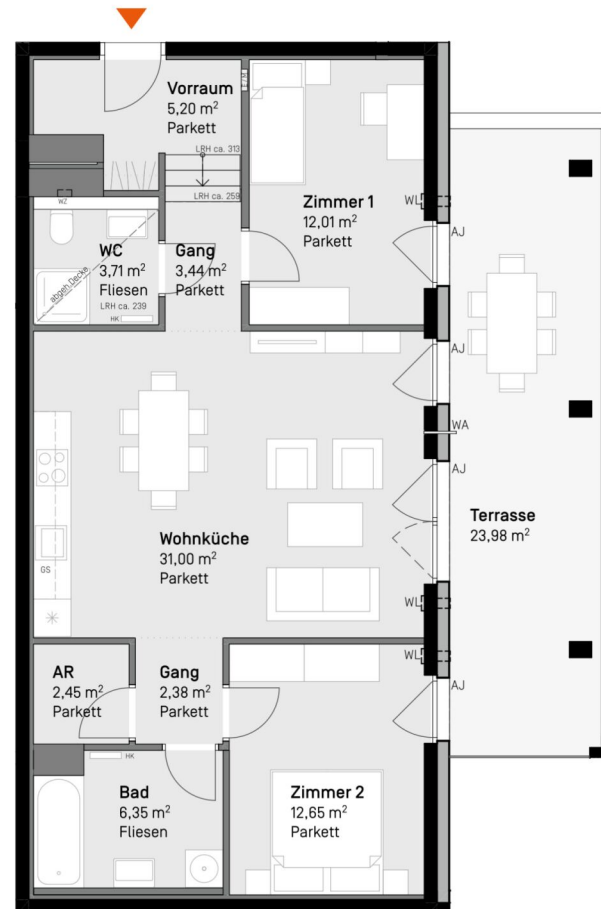 Vorraum
5,20 m²
Parkett
LRH ca. 313
LRH ca. 259
WZ
WC
3,71 m²
Fliesen
LRH ca. 239
HK
abgeh.Decke
Gang
3,44 m²
Parkett
Zimmer 1
12,01 m²
Parkett
WL
AJ
AJ
WA
AJ
Wohnküche
31,00 m²
Parkett
GS
Terrasse
23,98 m²
WL
WL
AJ
AR
2,45 m²
Parkett
Gang
2,38 m²
Parkett
HK
Bad
6,35 m²
Fliesen
Zimmer 2
12,65 m²
Parkett